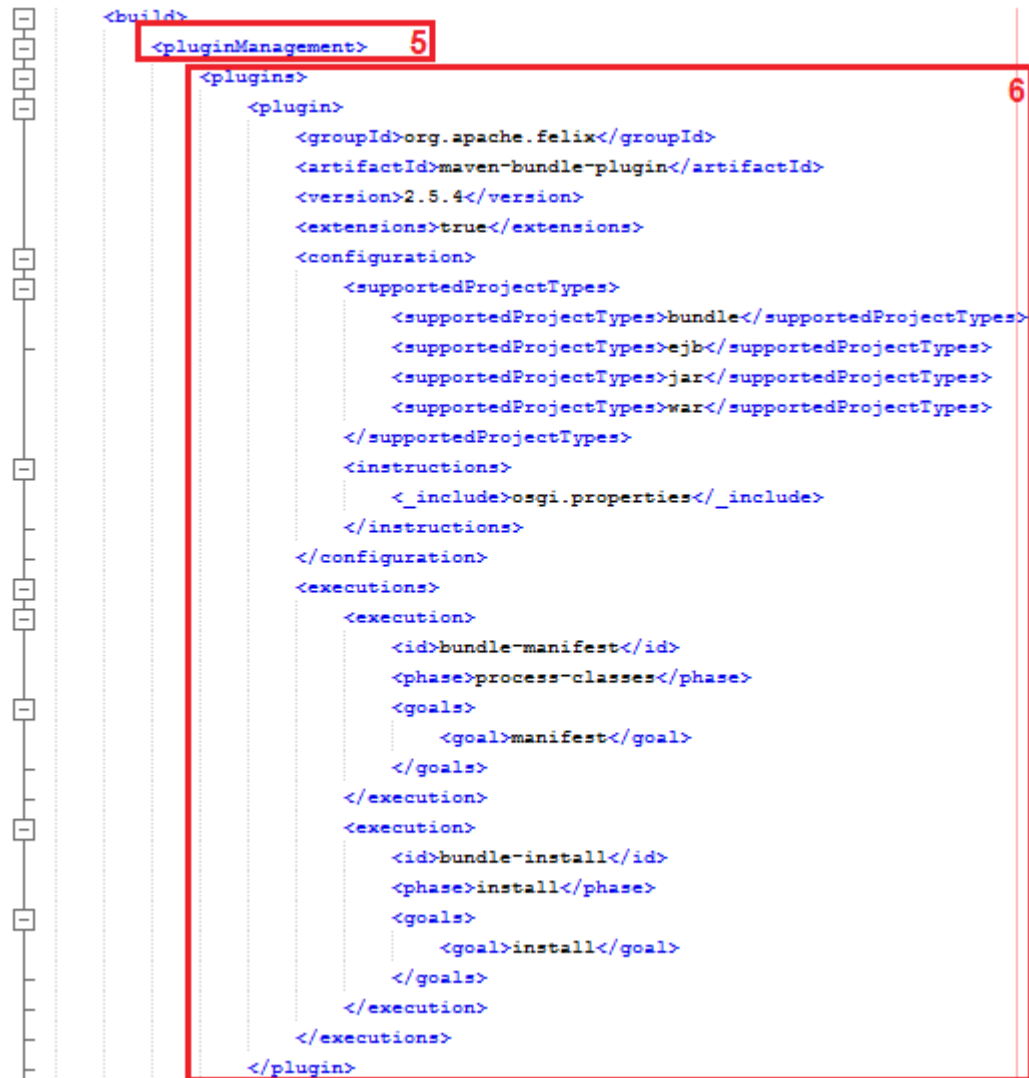 <build>
<pluginManagement> 5
<plugins>
6
<plugin>
<groupId>org.apache.felix</groupId>
<artifactId>maven-bundle-plugin</artifactId>
<version>2.5.4</version>
<extensions>true</extensions>
<configuration>
<supportedProjectTypes>
<supportedProjectTypes>bundle</supportedProjectTypes>
<supportedProjectTypes>ejb</supportedProjectTypes>
<supportedProjectTypes>jar</supportedProjectTypes>
<supportedProjectTypes>war</supportedProjectTypes>
</supportedProjectTypes>
<instructions>
<_include>osgi.properties</_include>
</instructions>
</configuration>
<executions>
<execution>
<id>bundle-manifest</id>
<phase>process-classes</phase>
<goals>
<goal>manifest</goal>
</goals>
</execution>
<execution>
<id>bundle-install</id>
<phase>install</phase>
<goals>
<goal>install</goal>
</goals>
</execution>
</executions>
</plugin>